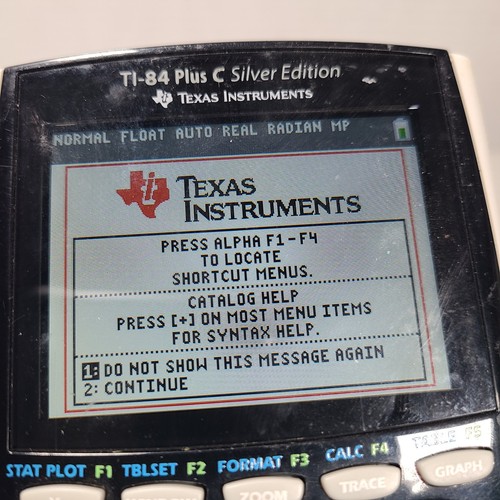 TI-84 Plus C Silver Edition
TEXAS INSTRUMENTS
NORMAL FLOAT AUTO REAL RADIAN MP
TEXAS
INSTRUMENTS
PRESS ALPHA F1-F4
TO LOCATE
SHORTCUT MENUS.
CATALOG HELP
PRESS [+] ON MOST MENU ITEMS
FOR SYNTAX HELP.
1: DO NOT SHOW THIS MESSAGE AGAIN
2: CONTINUE
STAT PLOT F1 TBLSET F2 FORMAT F3 CALC F4 TABLE F5
ZOOM TRACE GRAPH